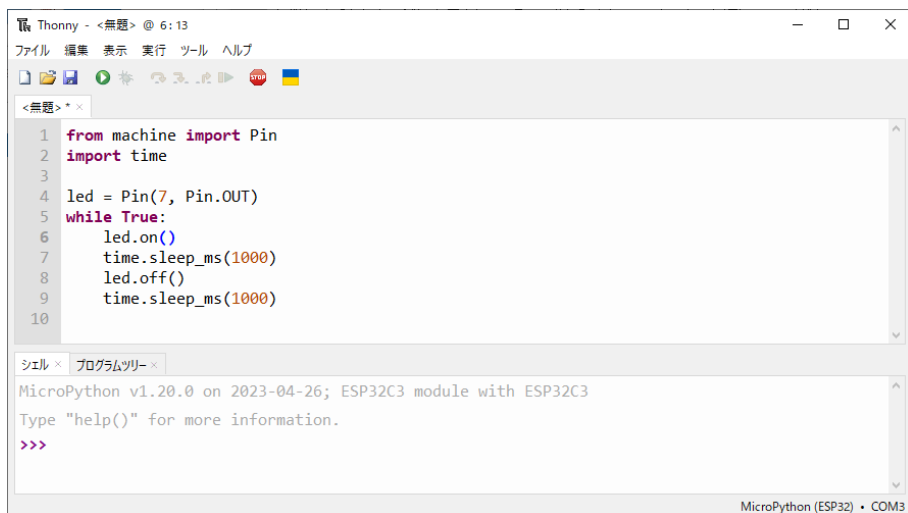 Thonny - <無題> @ 6:13
ファイル 編集 表示 実行 ツール ヘルプ
STOP
<無題> * ×
1 from machine import Pin
2 import time
3
4 led = Pin(7, Pin.OUT)
5 while True:
6     led.on()
7     time.sleep_ms(1000)
8     led.off()
9     time.sleep_ms(1000)
10
シェル × プログラムツリー ×
MicroPython v1.20.0 on 2023-04-26; ESP32C3 module with ESP32C3
Type "help()" for more information.
>>>
MicroPython (ESP32) • COM3